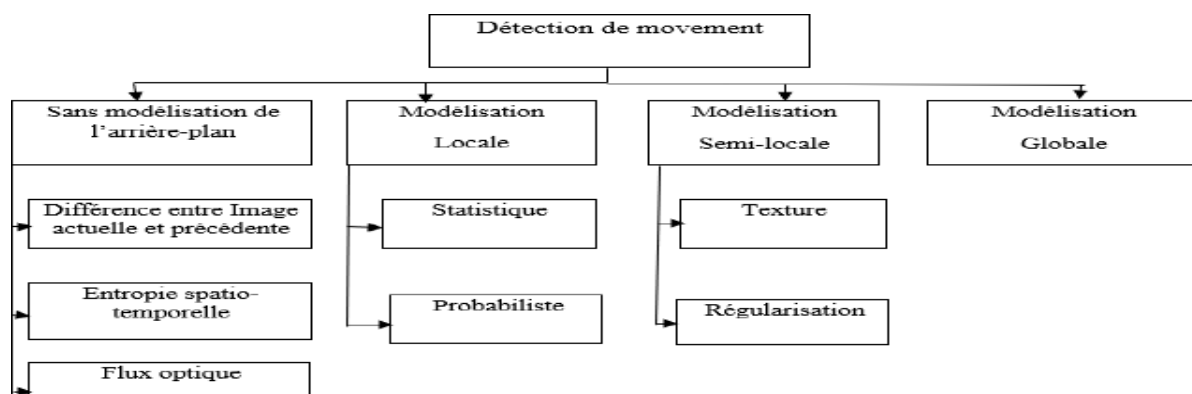 Détection de movement
Sans modélisation de
l'arrière-plan
Modélisation
Locale
Modélisation
Semi-locale
Modélisation
Globale
Différence entre Image
actuelle et précédente
Statistique
Texture
Entropie spatio-
temporelle
Probabiliste
Régularisation
Flux optique